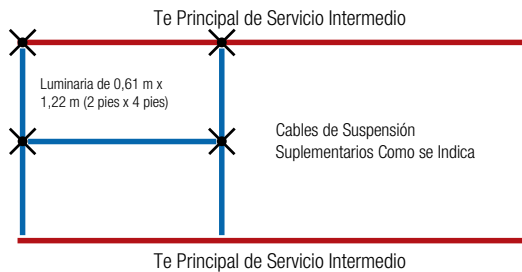 Te Principal de Servicio Intermedio
Luminaria de 0,61 m x
1,22 m (2 pies x 4 pies)
Cables de Suspensión
Suplementarios Como se Indica
Te Principal de Servicio Intermedio